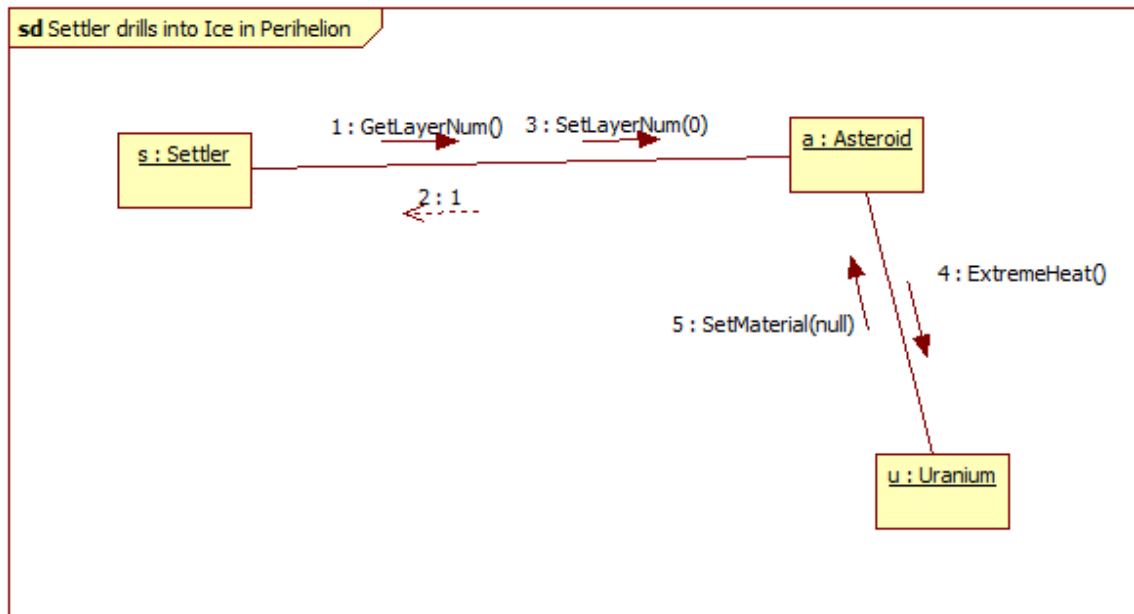 sd Settler drills into Ice in Perihelion
1 : GetLayerNum()
3 : SetLayerNum(0)
s : Settler
a : Asteroid
2 : 1
4 : ExtremeHeat()
5 : SetMaterial(null)
u : Uranium